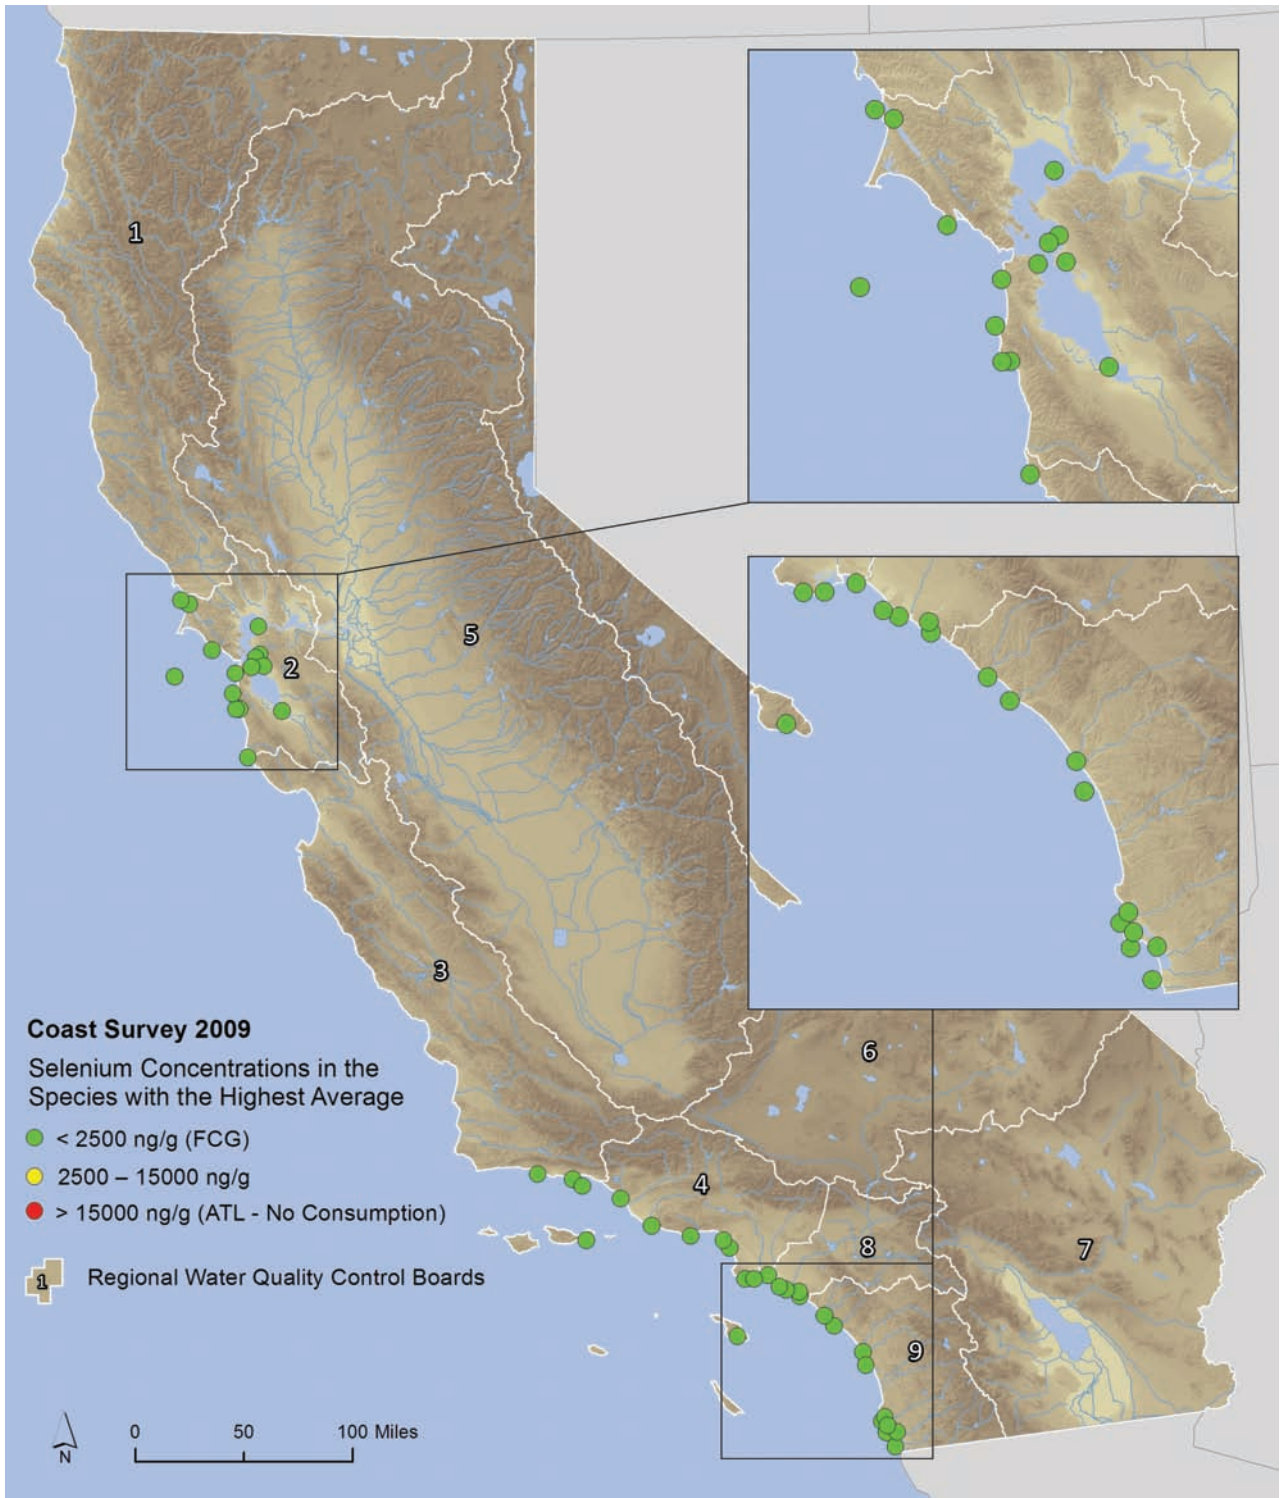 1
2
5
3
6
4
8
7
9
Coast Survey 2009
Selenium Concentrations in the
Species with the Highest Average
< 2500 ng/g (FCG)
2500 – 15000 ng/g
> 15000 ng/g (ATL - No Consumption)
1 Regional Water Quality Control Boards
N
0 50 100 Miles